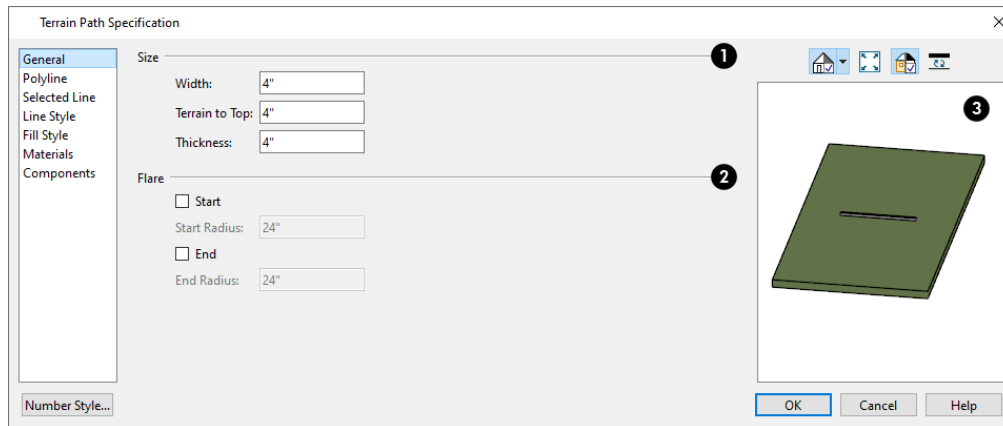 Terrain Path Specification
General
Polyline
Selected Line
Line Style
Fill Style
Materials
Components
Size
1
Width: 4"
Terrain to Top: 4"
Thickness: 4"
Flare
2
Start
Start Radius: 24"
End
End Radius: 24"
3
Number Style...
OK
Cancel
Help